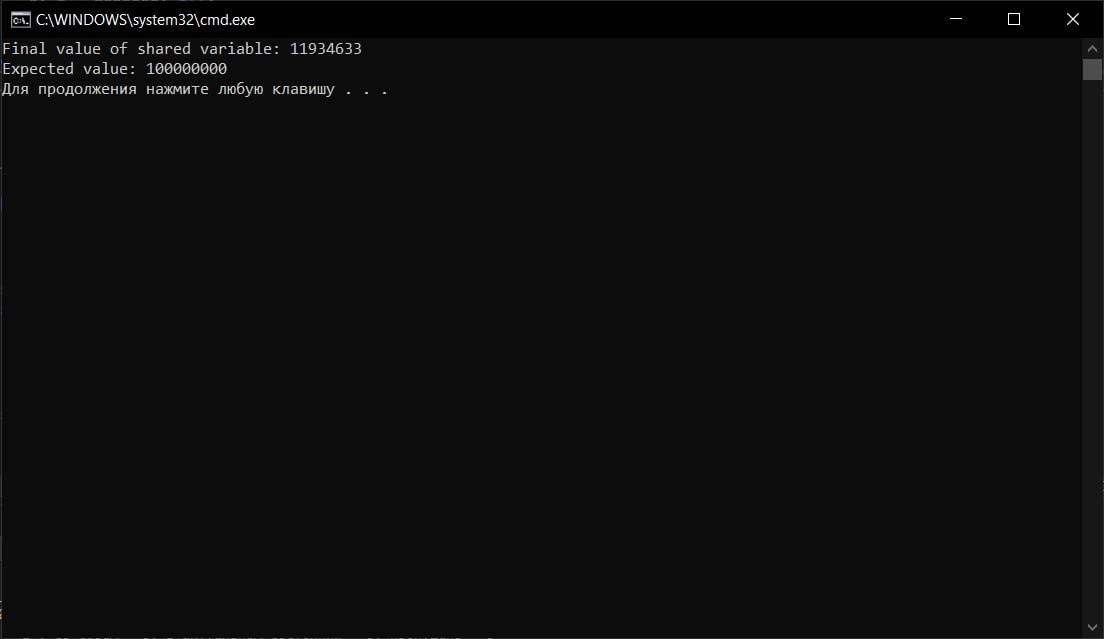 C:\WINDOWS\system32\cmd.exe
Final value of shared variable: 11934633
Expected value: 100000000
Для продолжения нажмите любую клавишу . . .